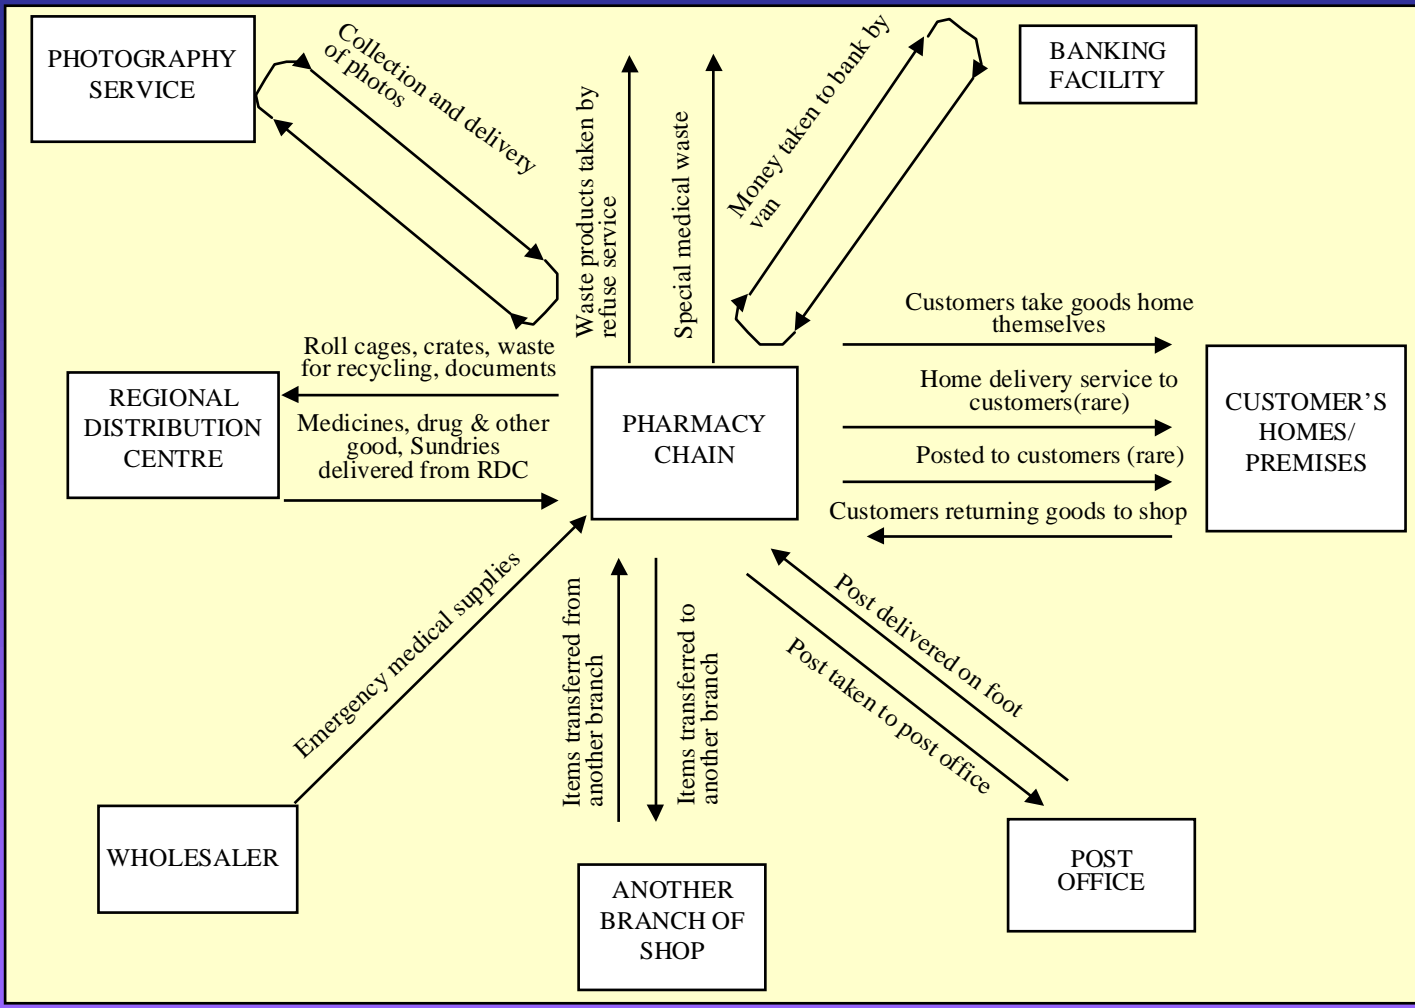 PHOTOGRAPHY
SERVICE
Collection and delivery
of photos
Waste products taken by
refuse service
Special medical waste
Money taken to bank by
van
BANKING
FACILITY
Roll cages, crates, waste
for recycling, documents
REGIONAL
DISTRIBUTION
CENTRE
Medicines, drug & other
good, Sundries
delivered from RDC
PHARMACY
CHAIN
Customers take goods home
themselves
Home delivery service to
customers(rare)
Posted to customers (rare)
Customers returning goods to shop
CUSTOMER’S
HOMES/
PREMISES
Emergency medical supplies
Items transferred from
another branch
Items transferred to
another branch
Post delivered on foot
Post taken to post office
WHOLESALER
ANOTHER
BRANCH OF
SHOP
POST
OFFICE